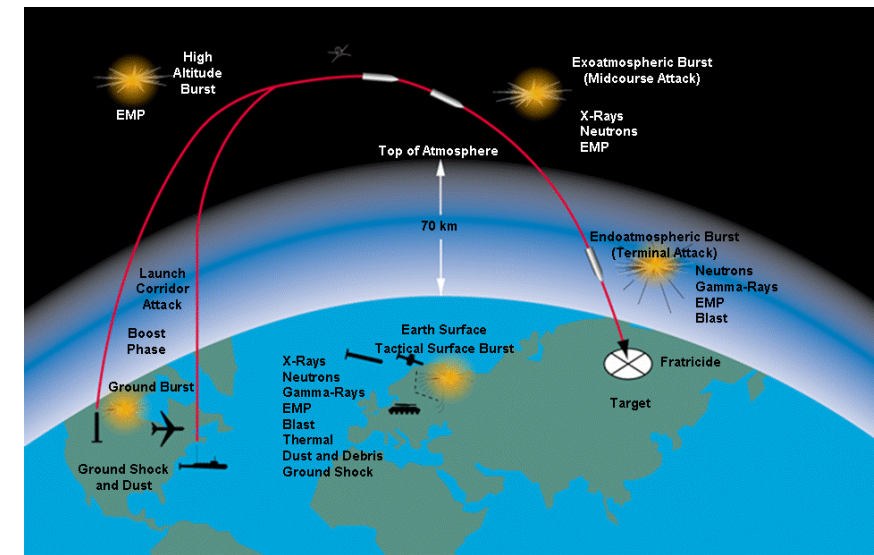 High
Altitude
Burst
EMP
Exoatmospheric Burst
(Midcourse Attack)
X-Rays
Neutrons
EMP
Top of Atmosphere
70 km
Endoatmospheric Burst
(Terminal Attack)
Neutrons
Gamma-Rays
EMP
Blast
Launch
Corridor
Attack
Boost
Phase
Earth Surface
Tactical Surface Burst
X-Rays
Neutrons
Gamma-Rays
EMP
Blast
Thermal
Dust and Debris
Ground Shock
Fratricide
Target
Ground Burst
Ground Shock
and Dust